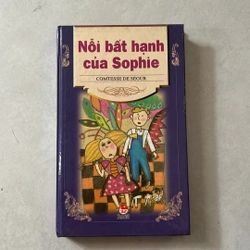 Nỗi bất hạnh
của Sophie
COMTESSE DE SÉGUR